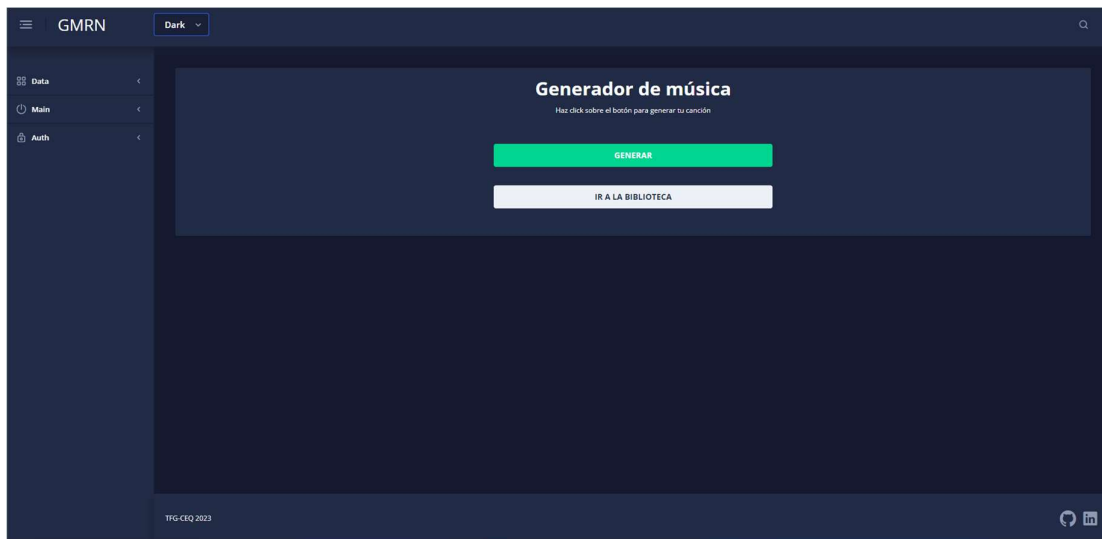 GMRN
Dark
Data
Main
Auth
Generador de música
Haz click sobre el botón para generar tu canción
GENERAR
IR A LA BIBLIOTECA
TFG-CEQ 2023
in